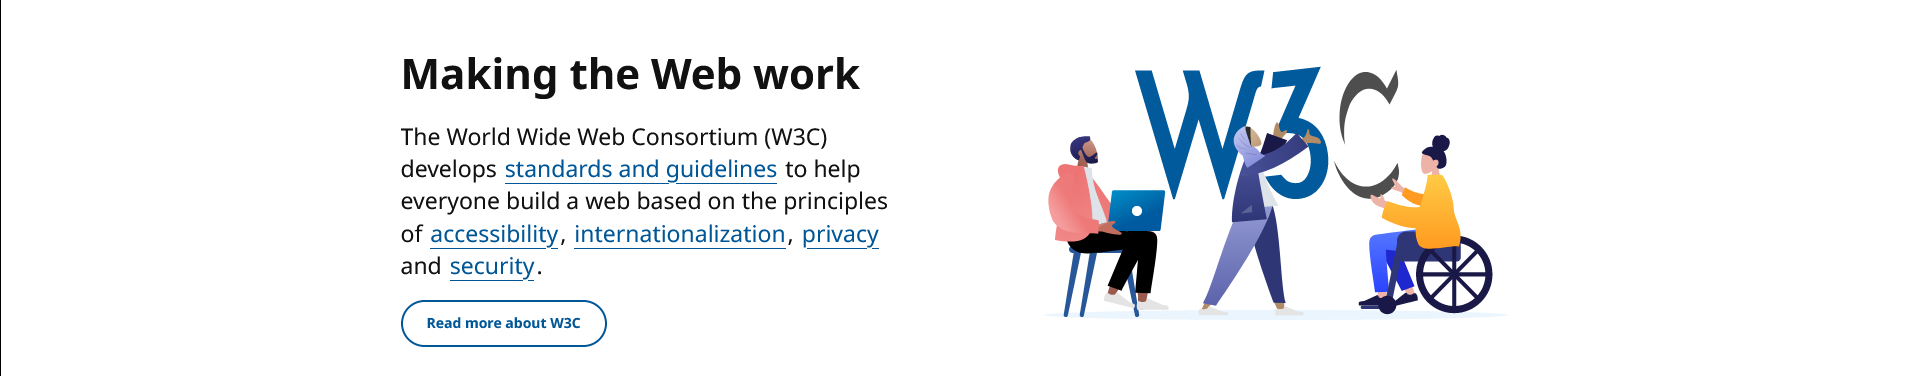 Making the Web work
The World Wide Web Consortium (W3C)
develops standards and guidelines to help
everyone build a web based on the principles
of accessibility, internationalization, privacy
and security.
Read more about W3C
W3C